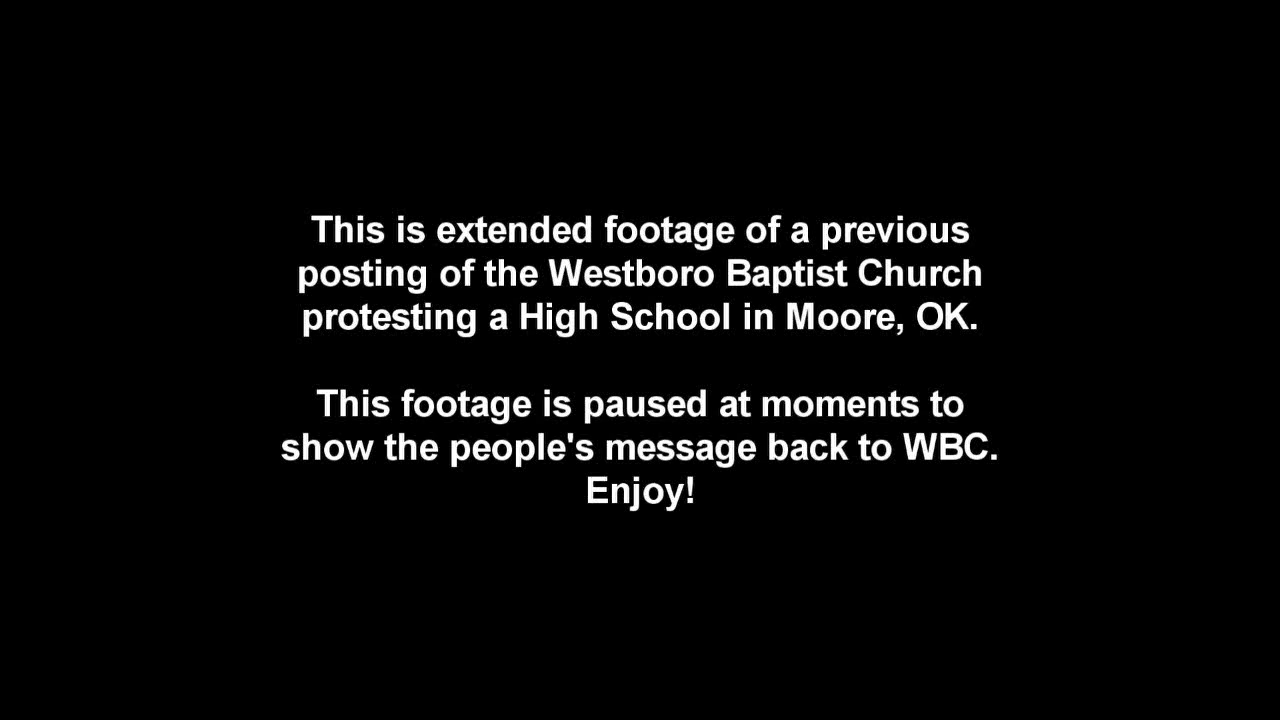 This is extended footage of a previous
posting of the Westboro Baptist Church
protesting a High School in Moore, OK.
This footage is paused at moments to
show the people's message back to WBC.
Enjoy!